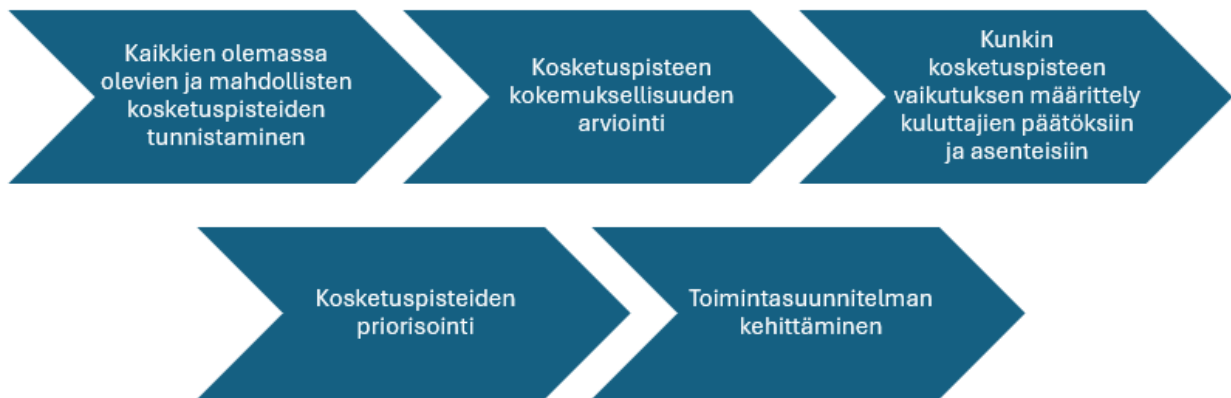 Kaikkien olemassa
olevien ja mahdollisten
kosketuspisteiden
tunnistaminen
Kosketuspisteen
kokemuksellisuuden
arviointi
Kunkin
kosketuspisteen
vaikutuksen määrittely
kuluttajien päätöksiin
ja asenteisiin
Kosketuspisteiden
priorisointi
Toimintasuunnitelman
kehittäminen